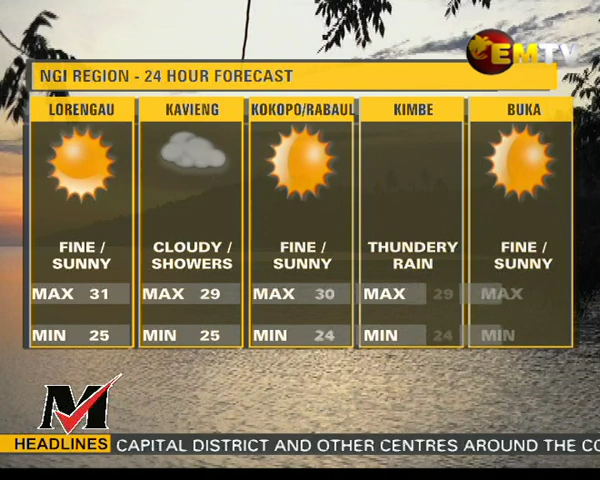 EMTV
NGI REGION - 24 HOUR FORECAST
LORENGAU
KAVIENG
KOKOPO/RABAUL
KIMBE
BUKA
FINE /
SUNNY
CLOUDY /
SHOWERS
FINE /
SUNNY
THUNDERY
RAIN
FINE /
SUNNY
MAX 31
MAX 29
MAX 30
MAX 29
MAX
MIN 25
MIN 25
MIN 24
MIN 24
MIN
M
HEADLINES CAPITAL DISTRICT AND OTHER CENTRES AROUND THE CO